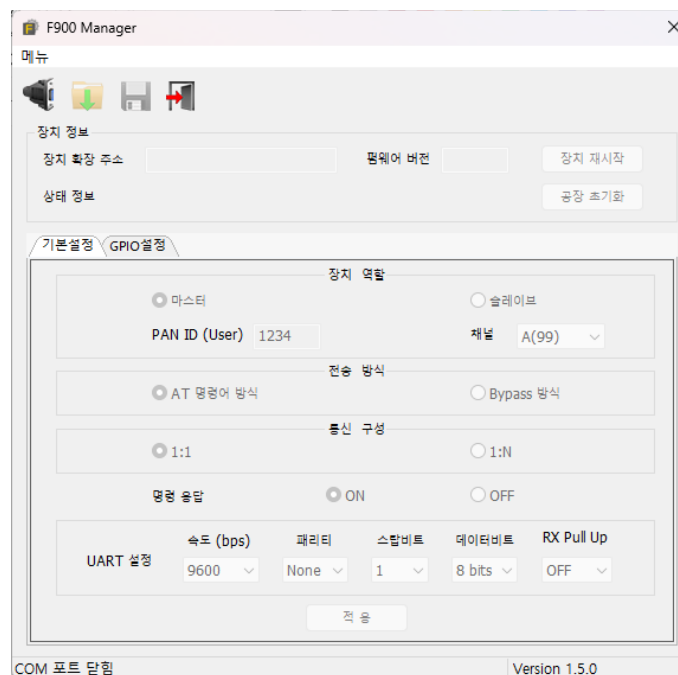 F900 Manager
메뉴
장치 정보
장치 확장 주소 펌웨어 버전 장치 재시작
상태 정보 공장 초기화
기본설정 GPIO설정
장치 역할
마스터 슬레이브
PAN ID (User) 1234 채널 A(99)
전송 방식
AT 명령어 방식 Bypass 방식
통신 구성
1:1 1:N
명령 응답 ON OFF
속도 (bps) 패리티 스탑비트 데이터비트 RX Pull Up
UART 설정 9600 None 1 8 bits OFF
적 용
COM 포트 닫힘 Version 1.5.0